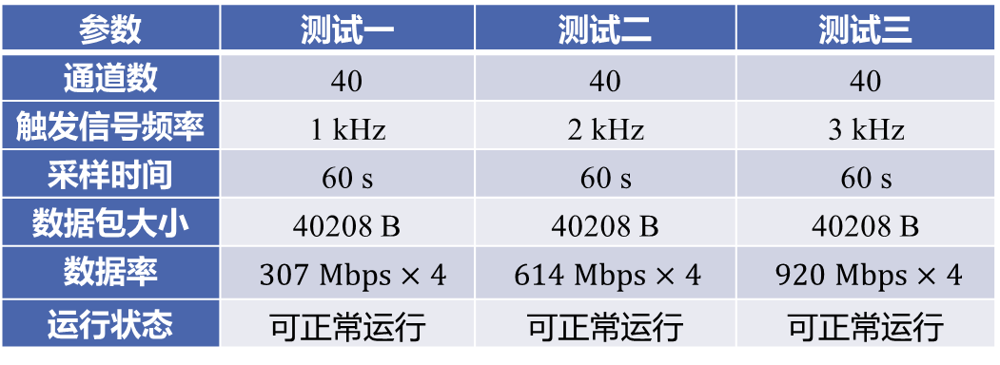 参数 测试一 测试二 测试三
通道数 40 40 40
触发信号频率 1 kHz 2 kHz 3 kHz
采样时间 60 s 60 s 60 s
数据包大小 40208 B 40208 B 40208 B
数据率 307 Mbps × 4 614 Mbps × 4 920 Mbps × 4
运行状态 可正常运行 可正常运行 可正常运行